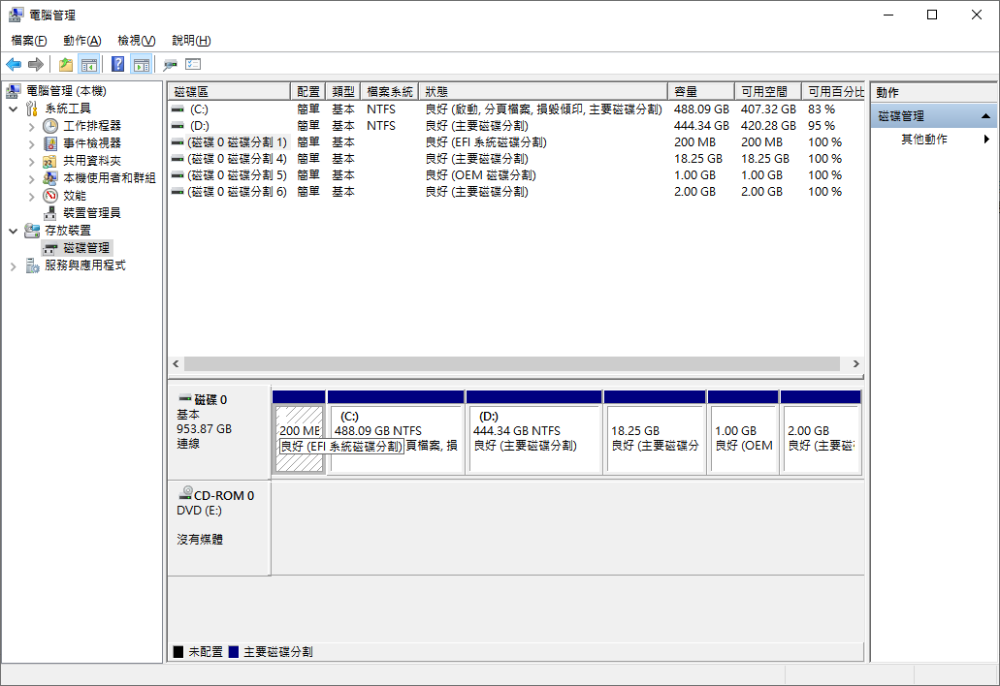 電腦管理
檔案(F) 動作(A) 檢視(V) 說明(H)
電腦管理 (本機)
系統工具
工作排程器
事件檢視器
共用資料夾
本機使用者和群組
效能
裝置管理員
存放裝置
磁碟管理
服務與應用程式
磁碟區 配置 類型 檔案系統 狀態 容量 可用空間 可用百分比
(C:) 簡單 基本 NTFS 良好 (啟動, 分頁檔案, 損毀傾印, 主要磁碟分割) 488.09 GB 407.32 GB 83 %
(D:) 簡單 基本 NTFS 良好 (主要磁碟分割) 444.34 GB 420.28 GB 95 %
(磁碟 0 磁碟分割 1) 簡單 基本 良好 (EFI 系統磁碟分割) 200 MB 200 MB 100 %
(磁碟 0 磁碟分割 4) 簡單 基本 良好 (主要磁碟分割) 18.25 GB 18.25 GB 100 %
(磁碟 0 磁碟分割 5) 簡單 基本 良好 (OEM 磁碟分割) 1.00 GB 1.00 GB 100 %
(磁碟 0 磁碟分割 6) 簡單 基本 良好 (主要磁碟分割) 2.00 GB 2.00 GB 100 %
磁碟 0
基本
953.87 GB
連線
200 MB
良好 (EFI 系統磁碟分割)
(C:)
488.09 GB NTFS
頁檔案, 損
(D:)
444.34 GB NTFS
良好 (主要磁碟分割)
18.25 GB
良好 (主要磁碟分
1.00 GB
良好 (OEM
2.00 GB
良好 (主要磁碟
CD-ROM 0
DVD (E:)
沒有媒體
未配置 主要磁碟分割
動作
磁碟管理
其他動作